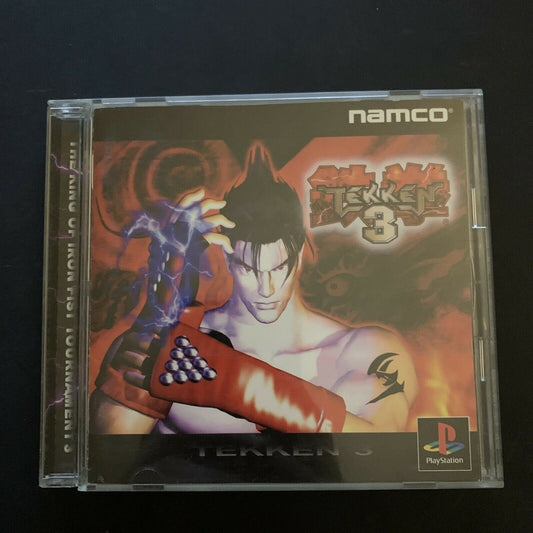 namco®
TEKKEN
3
THE KING OF IRON FIST TOURNAMENT 3
TEKKEN 3
PlayStation